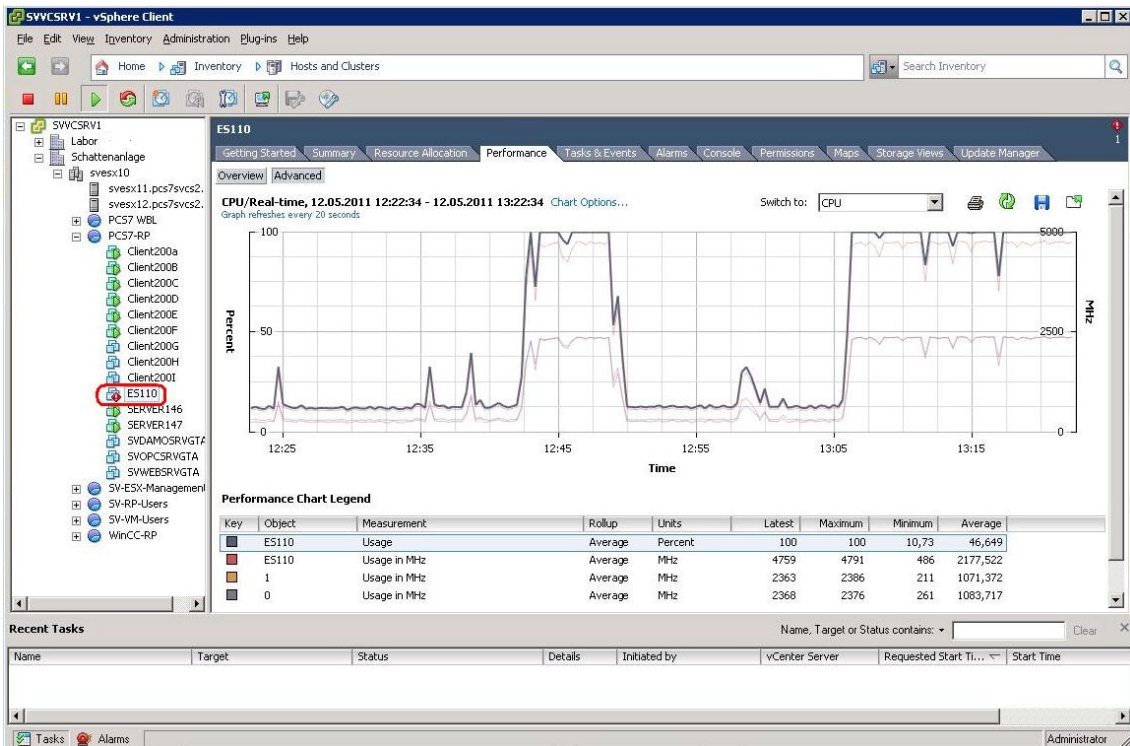 SVVCSRV1 - vSphere Client
File Edit View Inventory Administration Plug-ins Help
Home Inventory Hosts and Clusters
Search Inventory
SVVCSRV1
Labor
Schattenanlage
svesx10
svesx11.pcs7svcs2.
svesx12.pcs7svcs2.
PCS7 WBL
PCS7-RP
Client200a
Client200B
Client200C
Client200D
Client200E
Client200F
Client200G
Client200H
Client200I
ES110
SERVER146
SERVER147
SVDAMOSRVGTA
SVOPCSRVGTA
SVWEBSRVGTA
SV-ESX-Management
SV-RP-Users
SV-VM-Users
WinCC-RP
ES110
1
Getting Started Summary Resource Allocation Performance Tasks & Events Alarms Console Permissions Maps Storage Views Update Manager
Overview Advanced
CPU/Real-time, 12.05.2011 12:22:34 - 12.05.2011 13:22:34 Chart Options... Switch to: CPU
Graph refreshes every 20 seconds
100 5000
Percent 50 2500 MHz
0 0
12:25 12:35 12:45 12:55 13:05 13:15
Time
Performance Chart Legend
Key Object Measurement Rollup Units Latest Maximum Minimum Average
ES110 Usage Average Percent 100 100 10,73 46,649
ES110 Usage in MHz Average MHz 4759 4791 486 2177,522
1 Usage in MHz Average MHz 2363 2386 211 1071,372
0 Usage in MHz Average MHz 2368 2376 261 1083,717
Recent Tasks Name, Target or Status contains: Clear
Name Target Status Details Initiated by vCenter Server Requested Start Ti... Start Time
Tasks Alarms Administrator